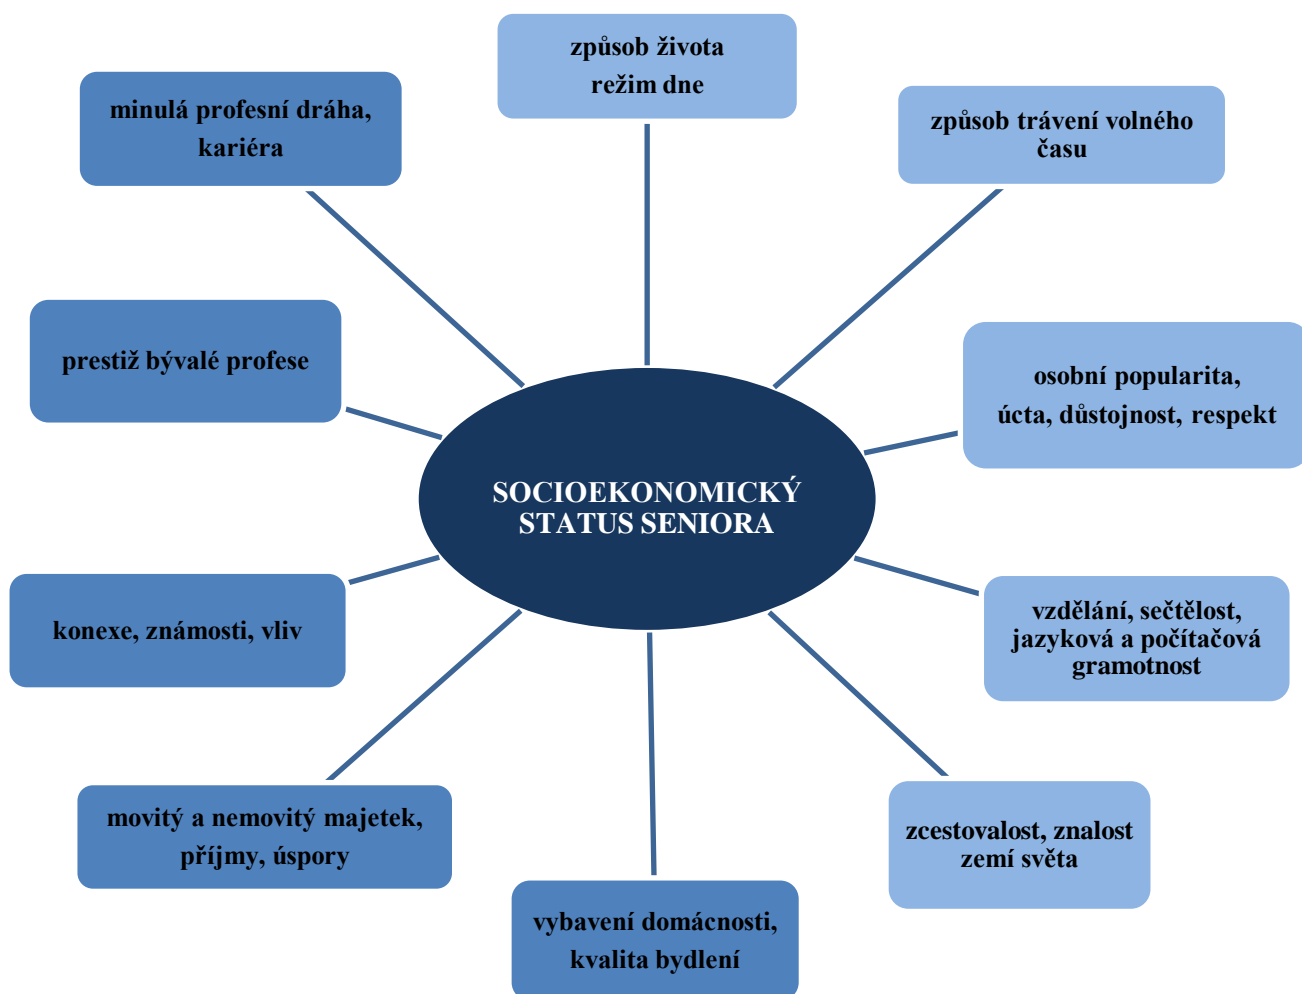 způsob života
režim dne
minulá profesní dráha,
kariéra
způsob trávení volného
času
prestiž bývalé profese
osobní popularita,
úcta, důstojnost, respekt
SOCIOEKONOMICKÝ
STATUS SENIORA
konexe, známosti, vliv
vzdělání, sečtělost,
jazyková a počítačová
gramotnost
movitý a nemovitý majetek,
příjmy, úspory
zcestovalost, znalost
zemí světa
vybavení domácnosti,
kvalita bydlení